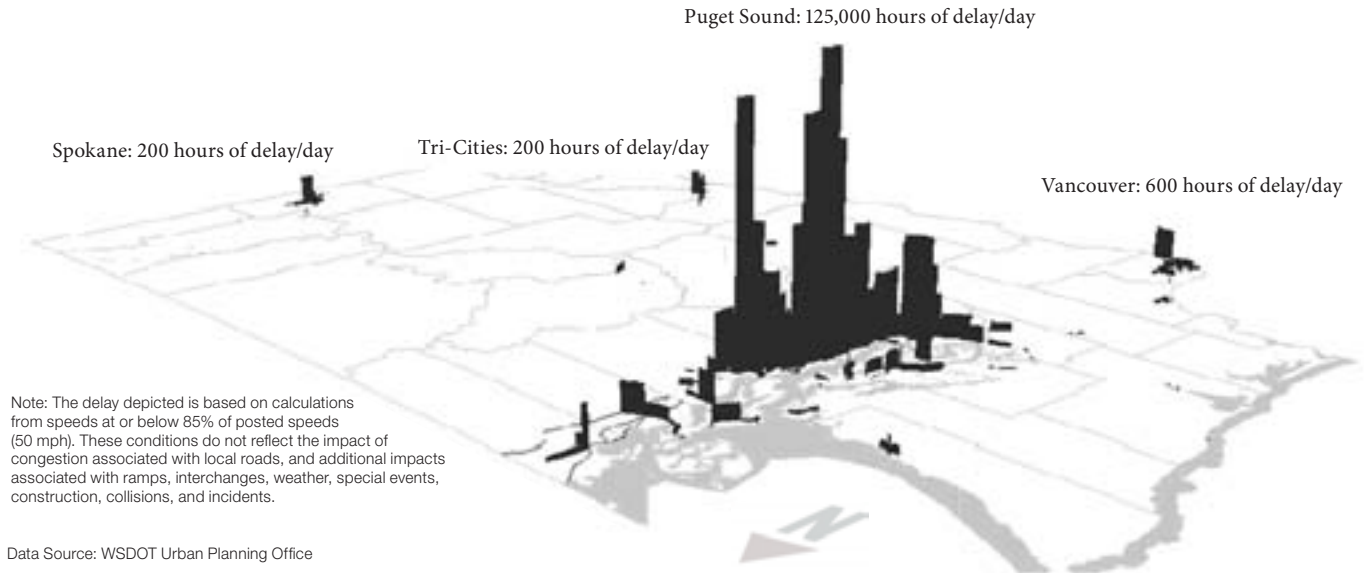 Puget Sound: 125,000 hours of delay/day
Spokane: 200 hours of delay/day
Tri-Cities: 200 hours of delay/day
Vancouver: 600 hours of delay/day
Note: The delay depicted is based on calculations
from speeds at or below 85% of posted speeds
(50 mph). These conditions do not reflect the impact of
congestion associated with local roads, and additional impacts
associated with ramps, interchanges, weather, special events,
construction, collisions, and incidents.
N
Data Source: WSDOT Urban Planning Office